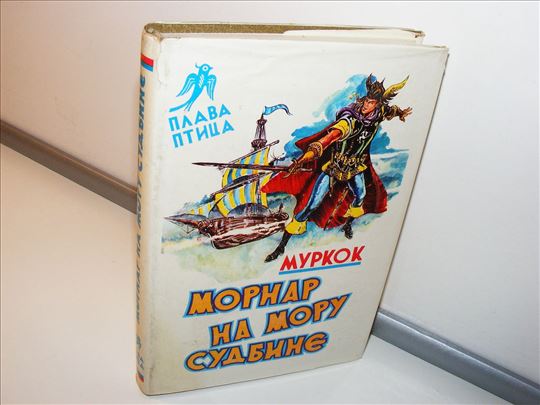 ПЛАВА
ПТИЦА
МУРКОК
МОРНАР
НА МОРУ
СУДБИНЕ